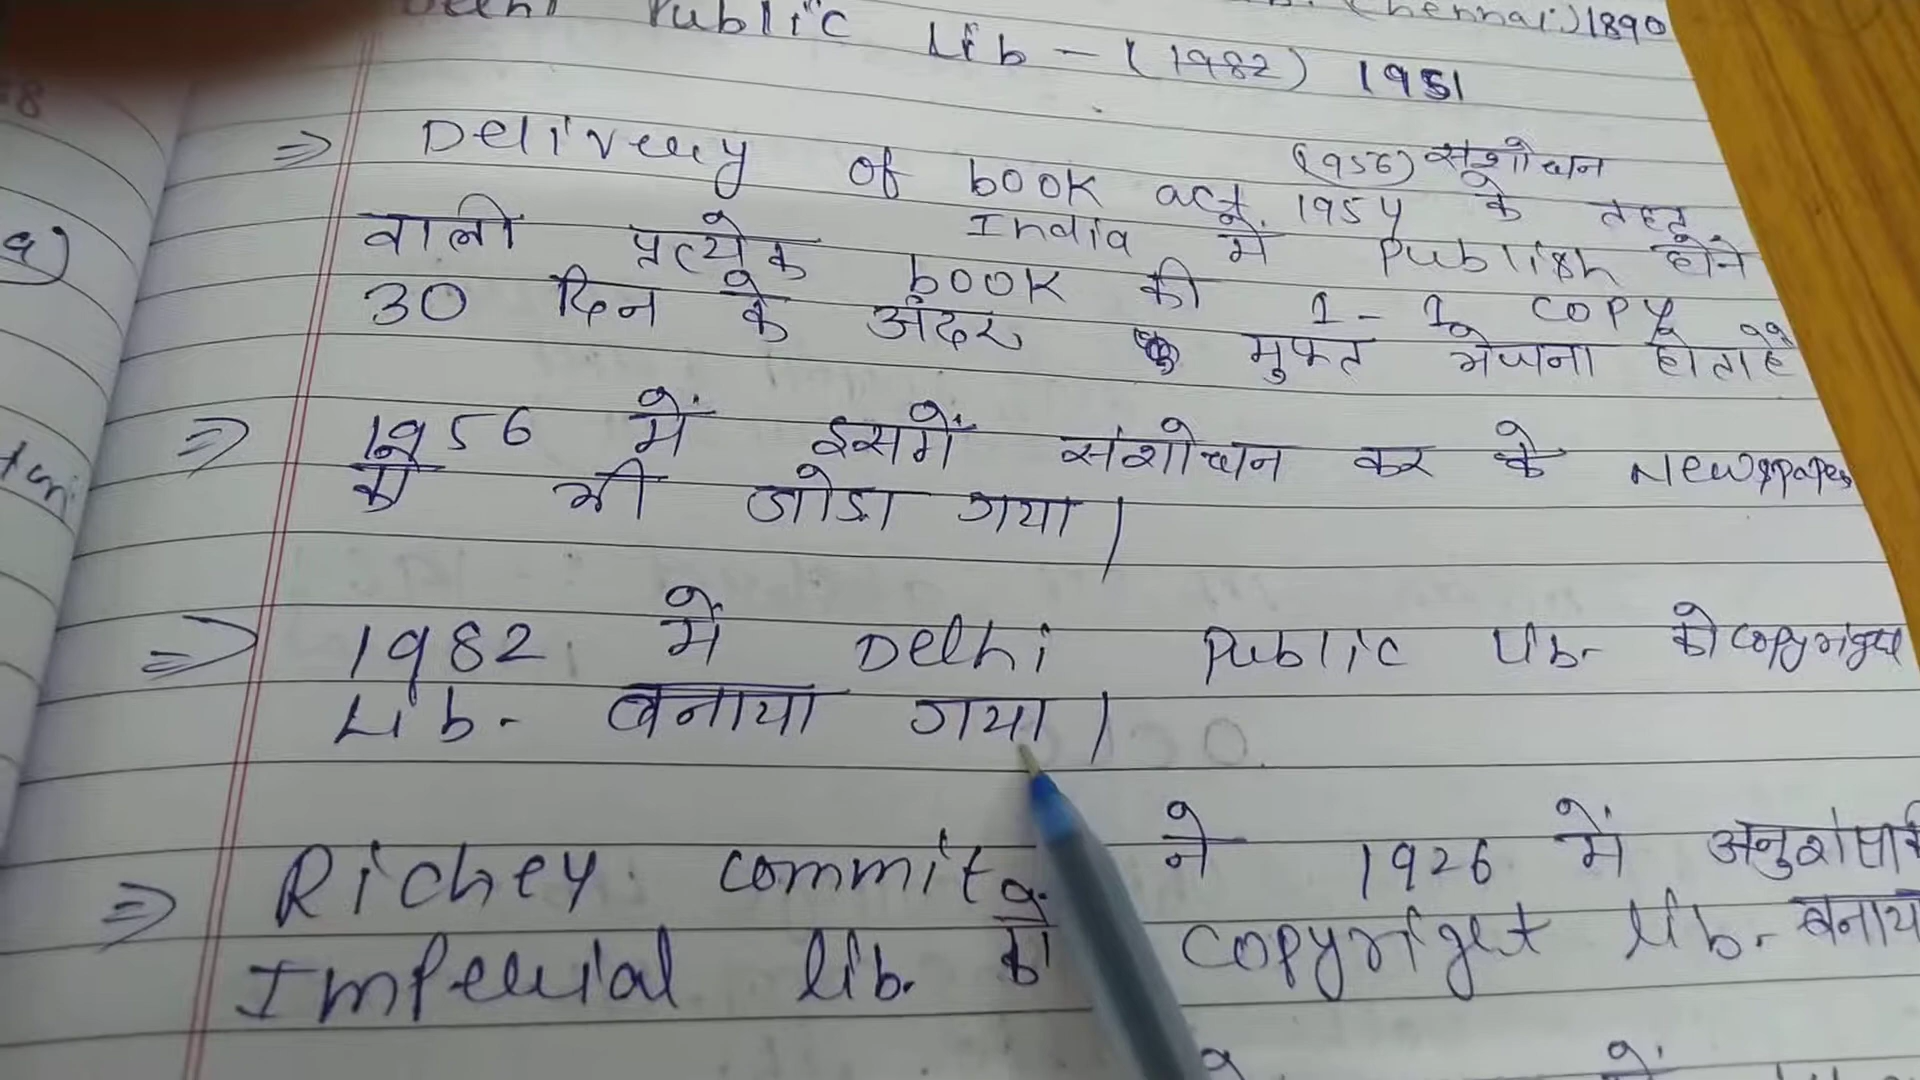 (Chennai) 1890
Delhi Public Lib - (1982) 1951
(1956) संशोधन
⇒ Delivery of book act 1954 के तहत
India में Publish होने
वाली प्रत्येक book की 1 - 1 copy
30 दिन के अंदर मुफ्त भेजना होता है
⇒ 1956 में इसमें संशोधन कर के Newspaper
को भी जोडा गया।
⇒ 1982 में Delhi Public Lib. को copyright
Lib. बनाया गया।
⇒ Richey commit ने 1926 में
Imperial lib. को copyright lib. बनाय